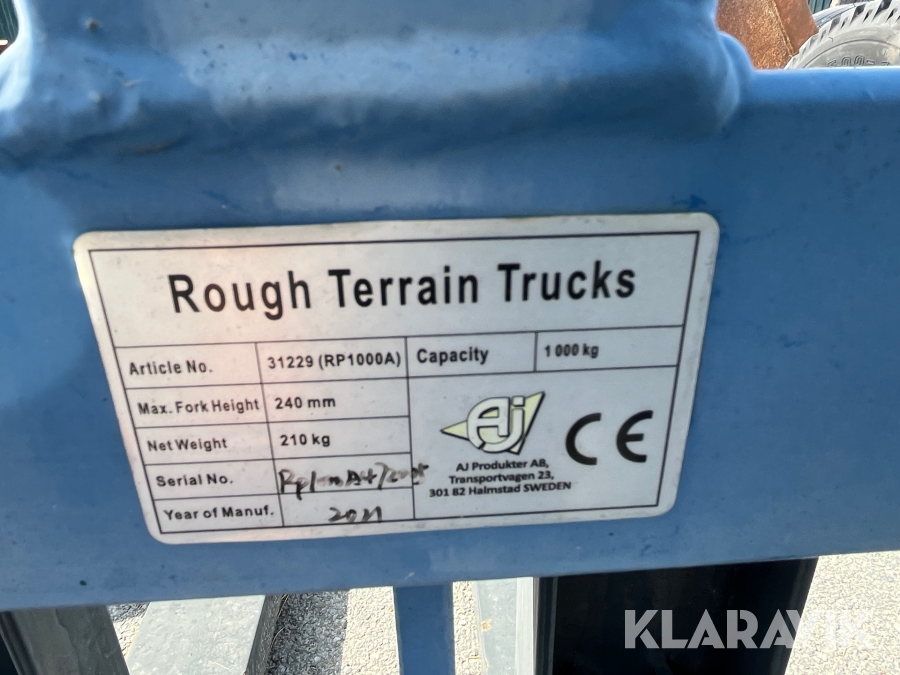 Rough Terrain Trucks
Article No. 31229 (RP1000A) Capacity 1 000 kg
Max. Fork Height 240 mm
Net Weight 210 kg
Serial No.
Year of Manuf. 2021
AJ
AJ Produkter AB,
Transportvagen 23,
301 82 Halmstad SWEDEN
CE
KLARAVIK